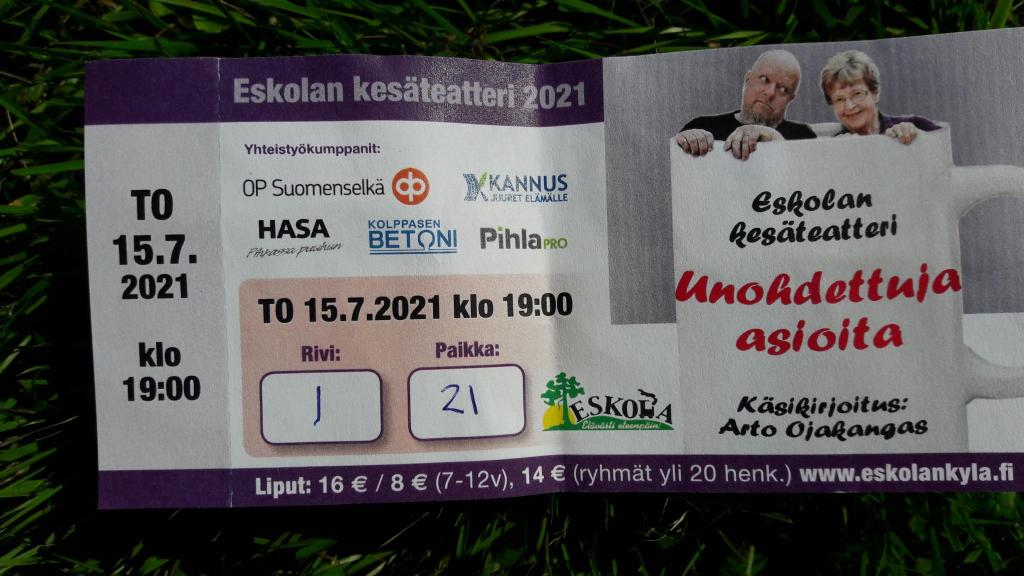 TO
15.7.
2021
klo
19:00
Eskolan kesäteatteri 2021
Yhteistyökumppanit:
OP Suomenselkä
KANNUS
JUURET ELÄMÄLLE
HASA
KOLPPASEN
BETONI
Pihla PRO
TO 15.7.2021 klo 19:00
Rivi: Paikka:
J 21
ESKOLA
Elävästi eteenpäin!
Eskolan
kesäteatteri
Unohdettuja
asioita
Käsikirjoitus:
Arto Ojakangas
Liput: 16 € / 8 € (7-12v), 14 € (ryhmät yli 20 henk.) www.eskolankyla.fi